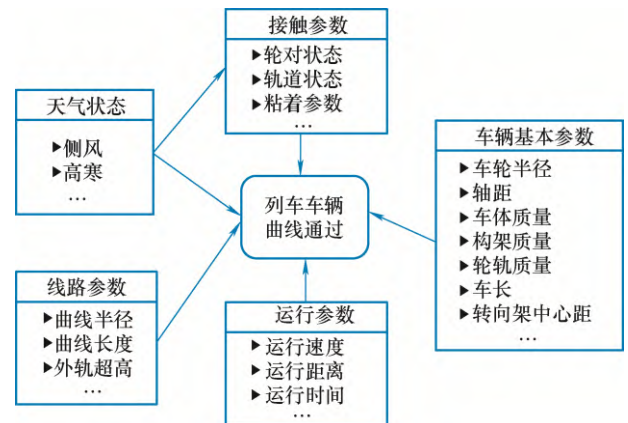 接触参数
▶轮对状态
▶轨道状态
▶粘着参数
…
天气状态
▶侧风
▶高寒
…
车辆基本参数
▶车轮半径
▶轴距
▶车体质量
▶构架质量
▶轮轨质量
▶车长
▶转向架中心距
…
列车车辆
曲线通过
线路参数
▶曲线半径
▶曲线长度
▶外轨超高
…
运行参数
▶运行速度
▶运行距离
▶运行时间
…